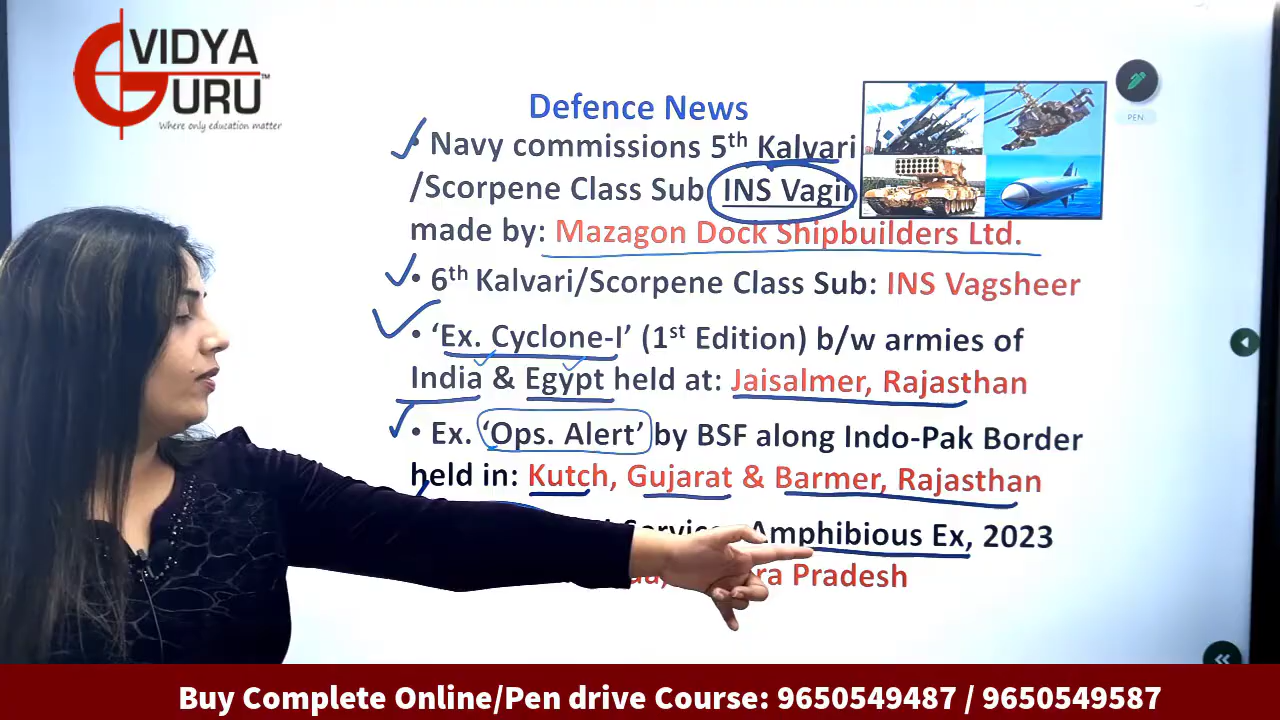 VIDYA
GURU™
Where only education matter
Defence News
• Navy commissions 5th Kalvari
/Scorpene Class Sub INS Vagir
made by: Mazagon Dock Shipbuilders Ltd.
• 6th Kalvari/Scorpene Class Sub: INS Vagsheer
• ‘Ex. Cyclone-I’ (1st Edition) b/w armies of
India & Egypt held at: Jaisalmer, Rajasthan
• Ex. ‘Ops. Alert’ by BSF along Indo-Pak Border
held in: Kutch, Gujarat & Barmer, Rajasthan
Amphibious Ex, 2023
Pradesh
PEN
Buy Complete Online/Pen drive Course: 9650549487 / 9650549587